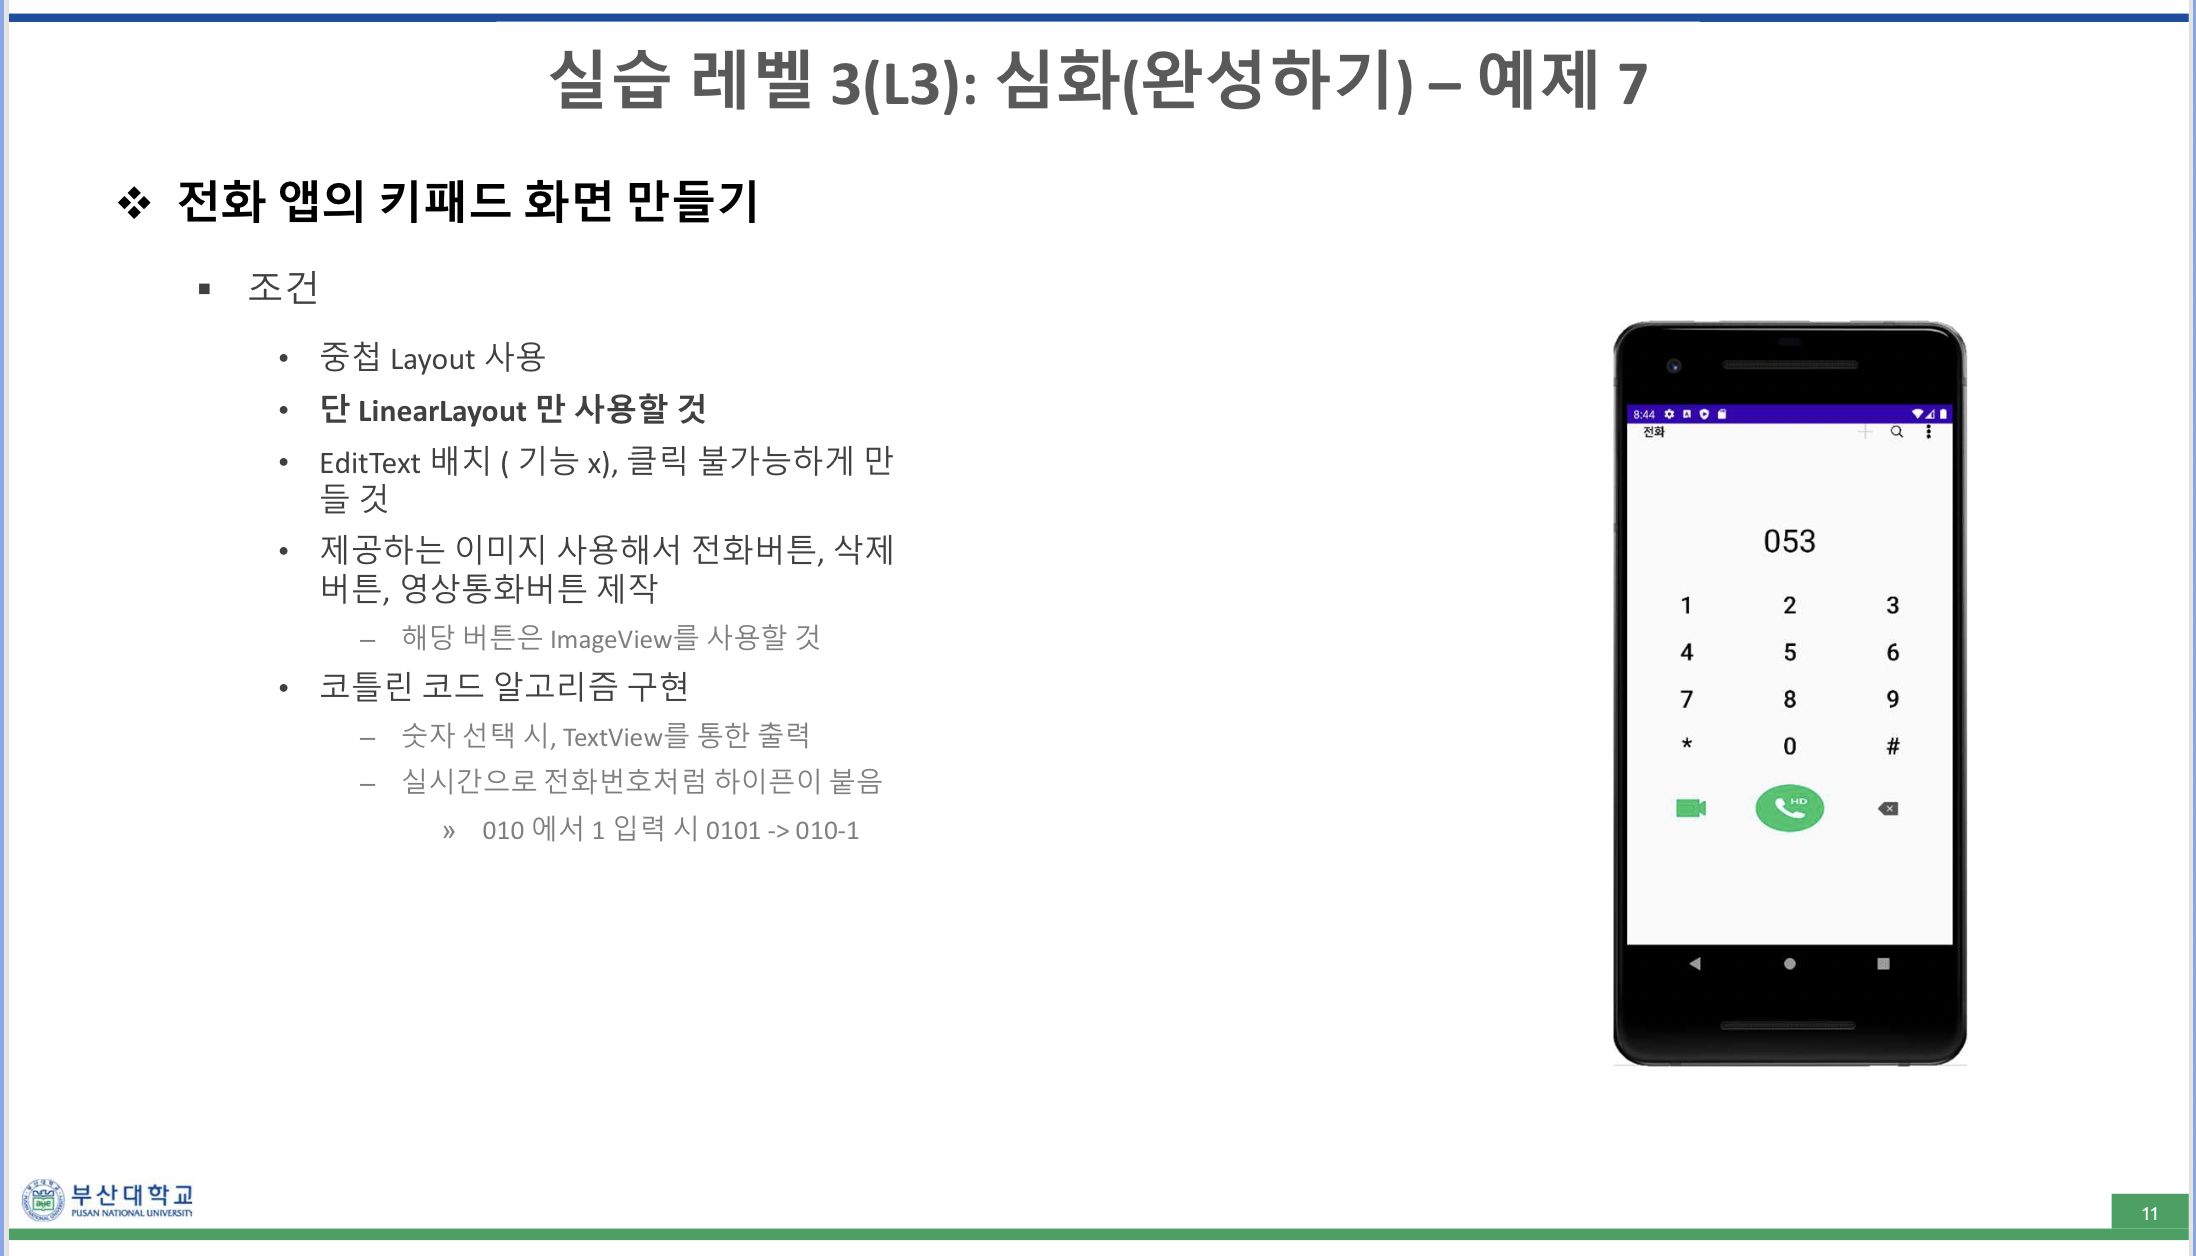 실습 레벨 3(L3): 심화(완성하기) – 예제 7
❖ 전화 앱의 키패드 화면 만들기
▪ 조건
• 중첩 Layout 사용
• 단 LinearLayout 만 사용할 것
• EditText 배치 ( 기능 x), 클릭 불가능하게 만
들 것
• 제공하는 이미지 사용해서 전화버튼, 삭제
버튼, 영상통화버튼 제작
– 해당 버튼은 ImageView를 사용할 것
• 코틀린 코드 알고리즘 구현
– 숫자 선택 시, TextView를 통한 출력
– 실시간으로 전화번호처럼 하이픈이 붙음
» 010 에서 1 입력 시 0101 -> 010-1
8:44
전화
053
1 2 3
4 5 6
7 8 9
* 0 #
HD
부산대학교
PUSAN NATIONAL UNIVERSITY
11